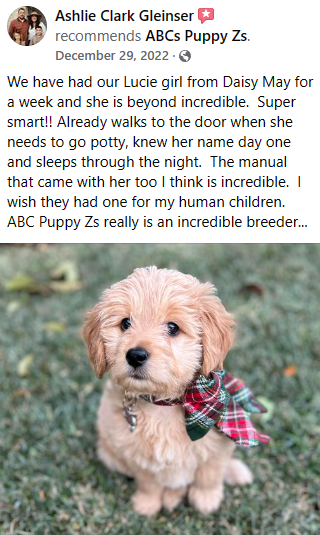 Ashlie Clark Gleinser
recommends ABCs Puppy Zs.
December 29, 2022 ·
We have had our Lucie girl from Daisy May for
a week and she is beyond incredible.  Super
smart!! Already walks to the door when she
needs to go potty, knew her name day one
and sleeps through the night.  The manual
that came with her too I think is incredible.  I
wish they had one for my human children.
ABC Puppy Zs really is an incredible breeder...